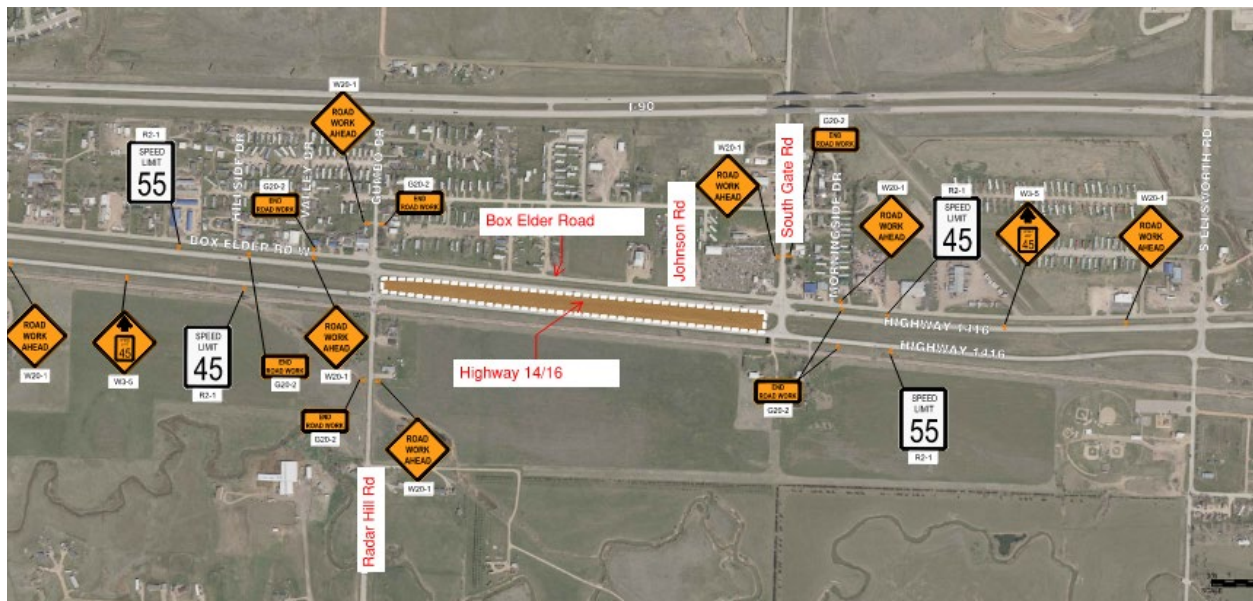 I-90
W20-1
ROAD
WORK
AHEAD
G20-2
END
ROAD WORK
R2-1
SPEED
LIMIT
55
HILLSIDE DR
VALLEY DR
GUMBO DR
G20-2
END
ROAD WORK
G20-2
END
ROAD WORK
W20-1
ROAD
WORK
AHEAD
South Gate Rd
Johnson Rd
MORNINGSIDE DR
W20-1
ROAD
WORK
AHEAD
R2-1
SPEED
LIMIT
45
W3-5
45
W20-1
ROAD
WORK
AHEAD
S ELLSWORTH RD
Box Elder Road
BOX ELDER RD W
HIGHWAY 1416
HIGHWAY 1416
ROAD
WORK
AHEAD
W20-1
45
W3-5
SPEED
LIMIT
45
R2-1
END
ROAD WORK
G20-2
ROAD
WORK
AHEAD
W20-1
Highway 14/16
END
ROAD WORK
G20-2
SPEED
LIMIT
55
R2-1
END
ROAD WORK
G20-2
ROAD
WORK
AHEAD
W20-1
Radar Hill Rd
SCALE